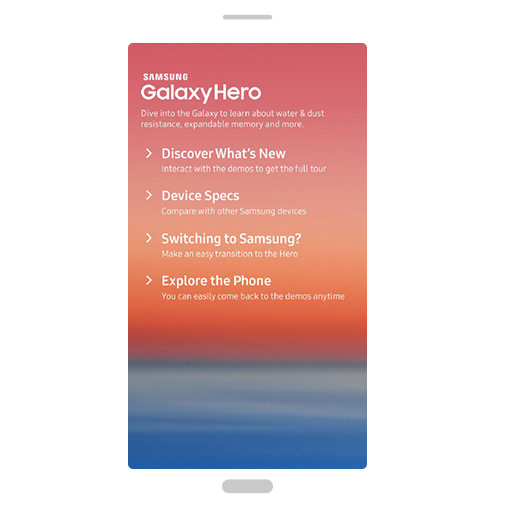 SAMSUNG
Galaxy Hero
Dive into the Galaxy to learn about water & dust
resistance, expandable memory and more.
Discover What's New
Interact with the demos to get the full tour
Device Specs
Compare with other Samsung devices
Switching to Samsung?
Make an easy transition to the Hero
Explore the Phone
You can easily come back to the demos anytime